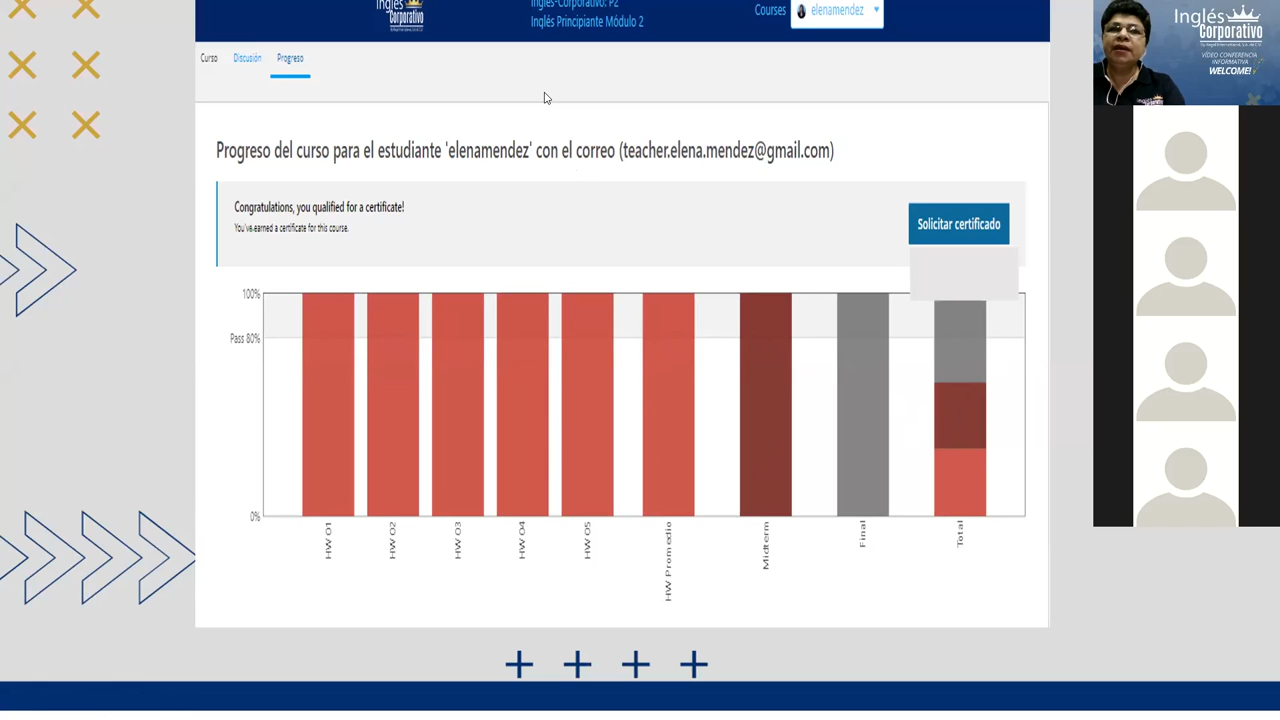 Inglés
Corporativo
Inglés-Corporativo: P2
Inglés Principiante Módulo 2
Courses
elenamendez
Inglés
Corporativo
VÍDEO CONFERENCIA
INFORMATIVA
WELCOME!
Curso
Discusión
Progreso
Progreso del curso para el estudiante 'elenamendez' con el correo (teacher.elena.mendez@gmail.com)
Congratulations, you qualified for a certificate!
You've earned a certificate for this course.
Solicitar certificado
100%
Pass 80%
0%
HW 01
HW 02
HW 03
HW 04
HW 05
HW Promedio
Midterm
Final
Total